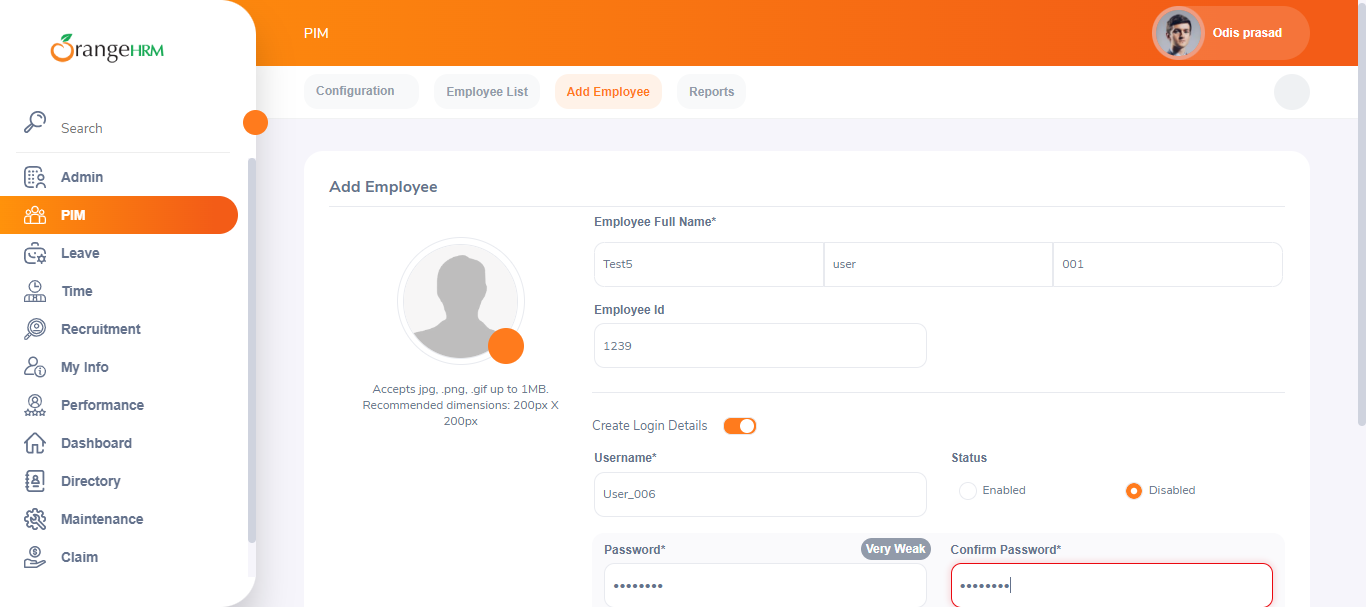 OrangeHRM
PIM
Odis prasad
Configuration
Employee List
Add Employee
Reports
Search
Admin
PIM
Leave
Time
Recruitment
My Info
Performance
Dashboard
Directory
Maintenance
Claim
Add Employee
Accepts jpg, .png, .gif up to 1MB.
Recommended dimensions: 200px X
200px
Employee Full Name*
Test5 user 001
Employee Id
1239
Create Login Details
Username*
User_006
Status
Enabled Disabled
Password*
Very Weak
••••••••
Confirm Password*
••••••••